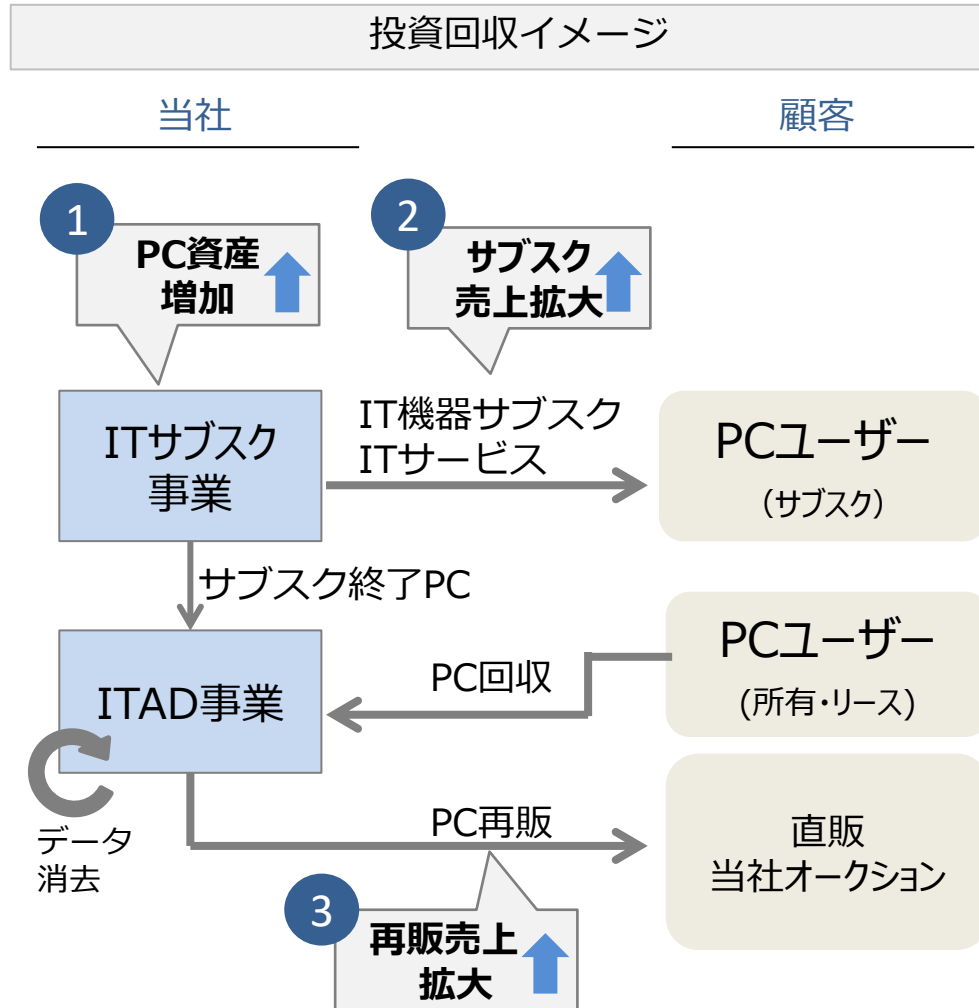 投資回収イメージ
当社
顧客
1
PC資産
増加
2
サブスク
売上拡大
ITサブスク
事業
IT機器サブスク
ITサービス
PCユーザー
（サブスク）
サブスク終了PC
ITAD事業
PC回収
PCユーザー
(所有・リース)
データ
消去
PC再販
直販
当社オークション
3
再販売上
拡大